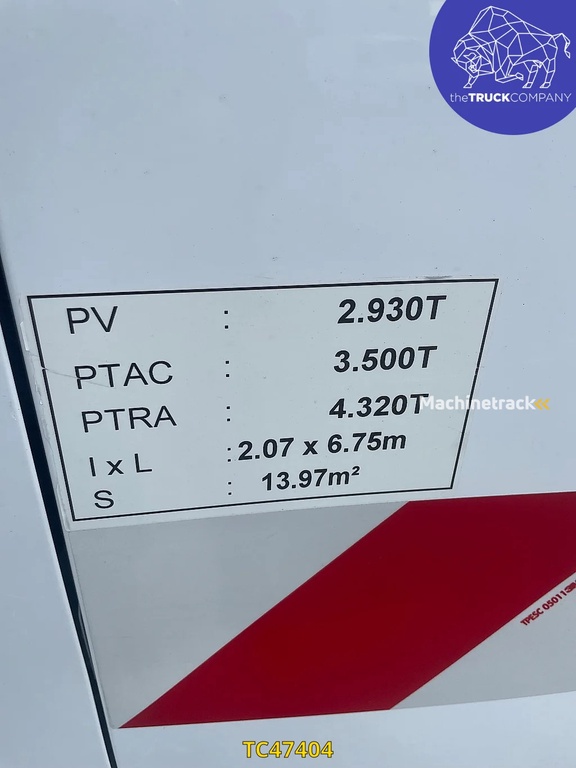 theTRUCKCOMPANY
PV : 2.930T
PTAC : 3.500T
PTRA : 4.320T
Machinetrack
l x L : 2.07 x 6.75m
S : 13.97m²
TC47404